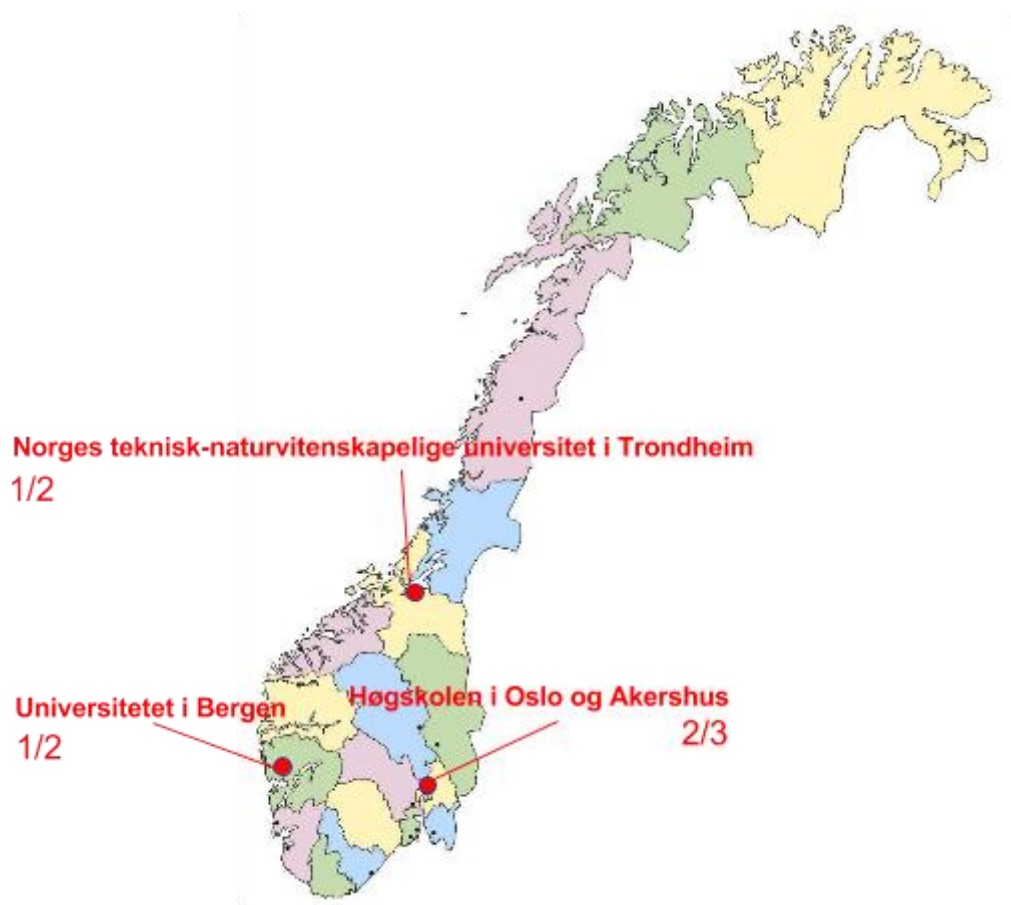 Norges teknisk-naturvitenskapelige universitet i Trondheim
1/2
Universitetet i Bergen
1/2
Høgskolen i Oslo og Akershus
2/3